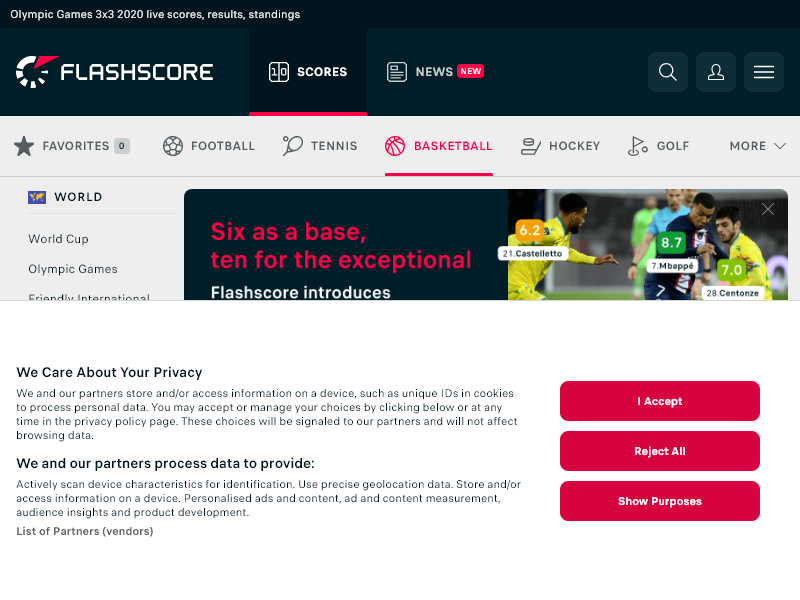 Olympic Games 3x3 2020 live scores, results, standings
FLASHSCORE
10 SCORES
NEWS NEW
FAVORITES 0
FOOTBALL
TENNIS
BASKETBALL
HOCKEY
GOLF
MORE
WORLD
World Cup
Olympic Games
Friendly International
Six as a base,
ten for the exceptional
Flashscore introduces
6.2
21.Castelletto
8.7
7.Mbappé
7.0
28.Centonze
We Care About Your Privacy
We and our partners store and/or access information on a device, such as unique IDs in cookies
to process personal data. You may accept or manage your choices by clicking below or at any
time in the privacy policy page. These choices will be signaled to our partners and will not affect
browsing data.
We and our partners process data to provide:
Actively scan device characteristics for identification. Use precise geolocation data. Store and/or
access information on a device. Personalised ads and content, ad and content measurement,
audience insights and product development.
List of Partners (vendors)
I Accept
Reject All
Show Purposes